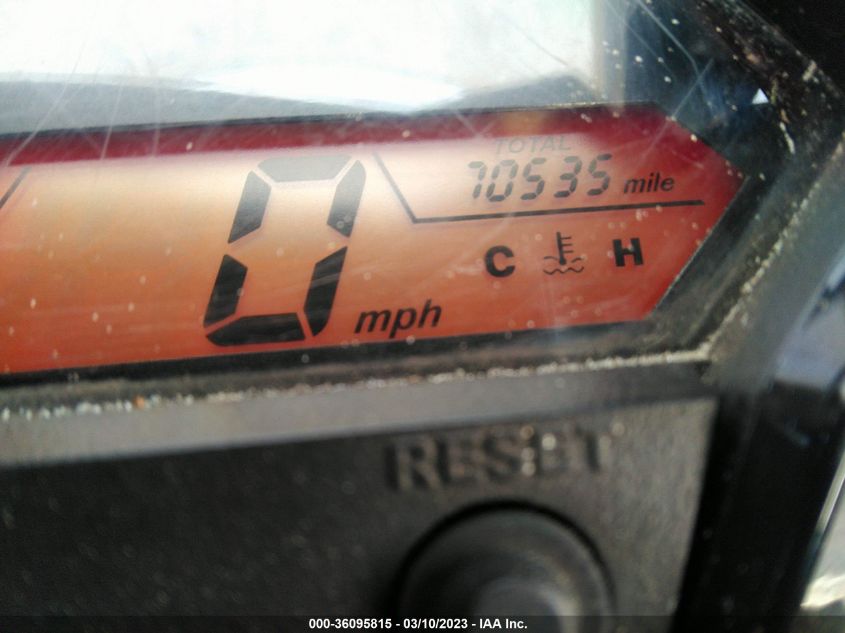 TOTAL
70535 mile
0 mph
C H
RESET
000-36095815 - 03/10/2023 - IAA Inc.